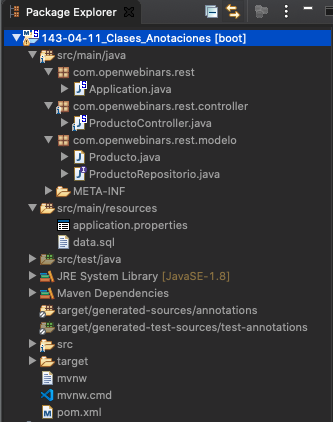 Package Explorer
143-04-11_Clases_Anotaciones [boot]
src/main/java
com.openwebinars.rest
Application.java
com.openwebinars.rest.controller
ProductoController.java
com.openwebinars.rest.modelo
Producto.java
ProductoRepositorio.java
META-INF
src/main/resources
application.properties
data.sql
src/test/java
JRE System Library [JavaSE-1.8]
Maven Dependencies
target/generated-sources/annotations
target/generated-test-sources/test-annotations
src
target
mvnw
mvnw.cmd
pom.xml